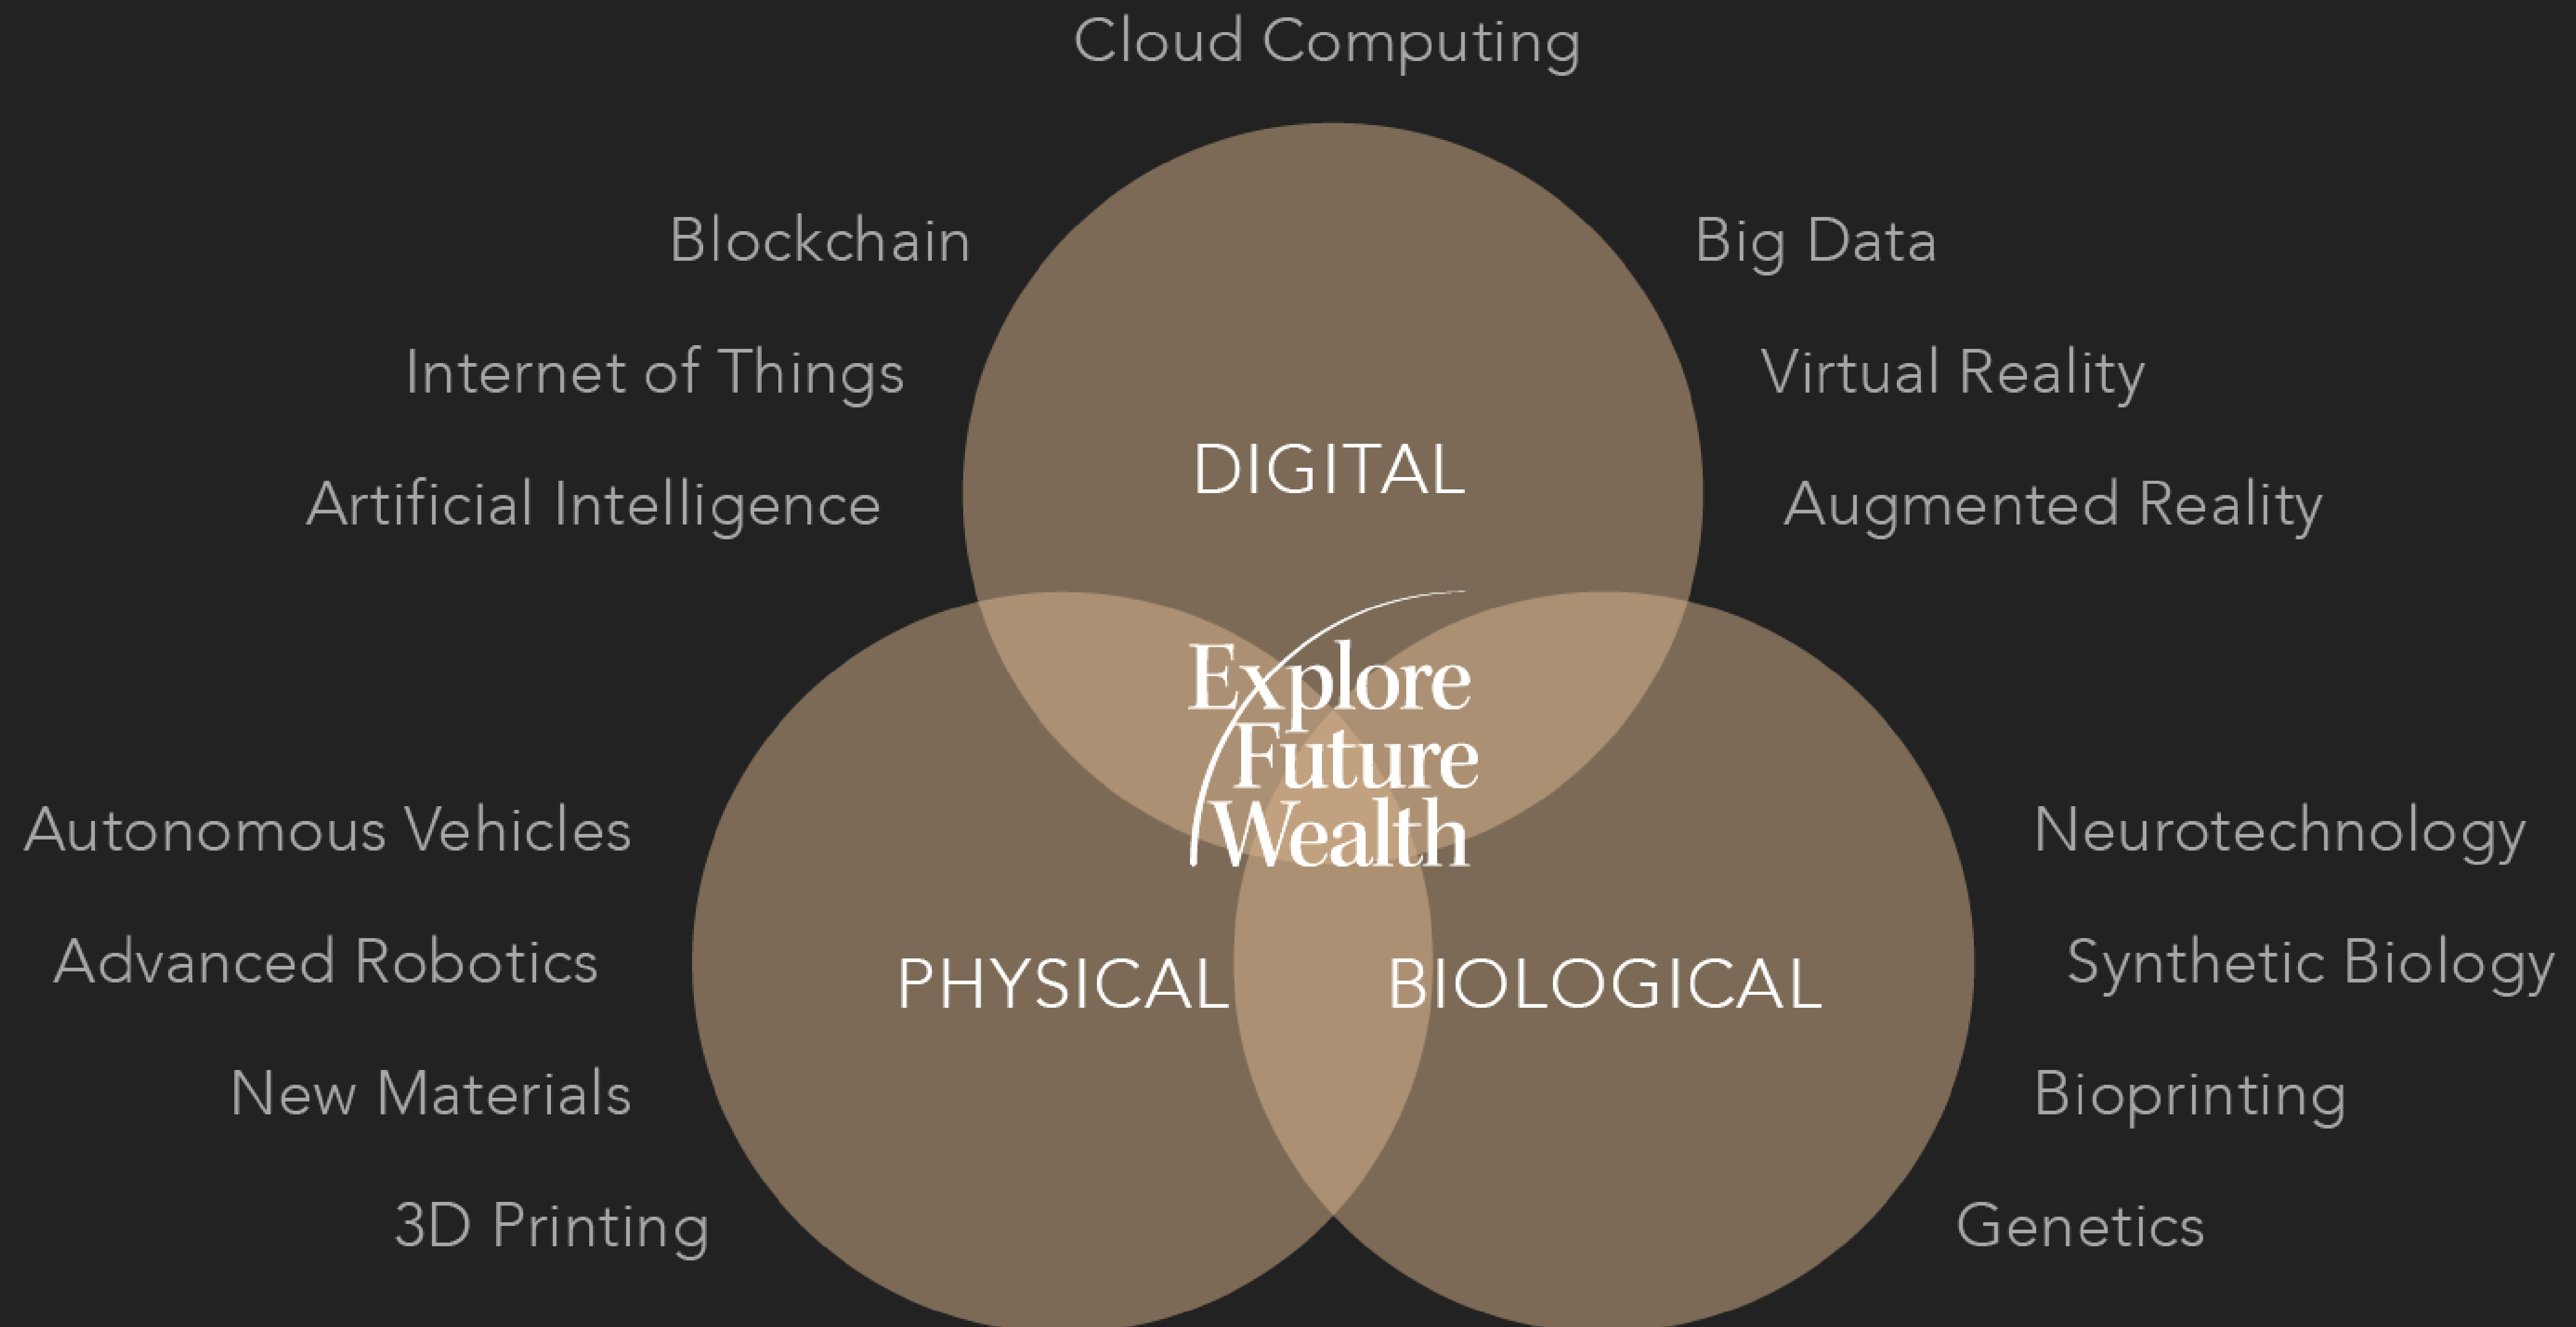 Cloud Computing
Blockchain
Big Data
Internet of Things
Virtual Reality
Artificial Intelligence
DIGITAL
Augmented Reality
Explore
Future
Wealth
Autonomous Vehicles
Neurotechnology
Advanced Robotics
PHYSICAL
BIOLOGICAL
Synthetic Biology
New Materials
Bioprinting
3D Printing
Genetics